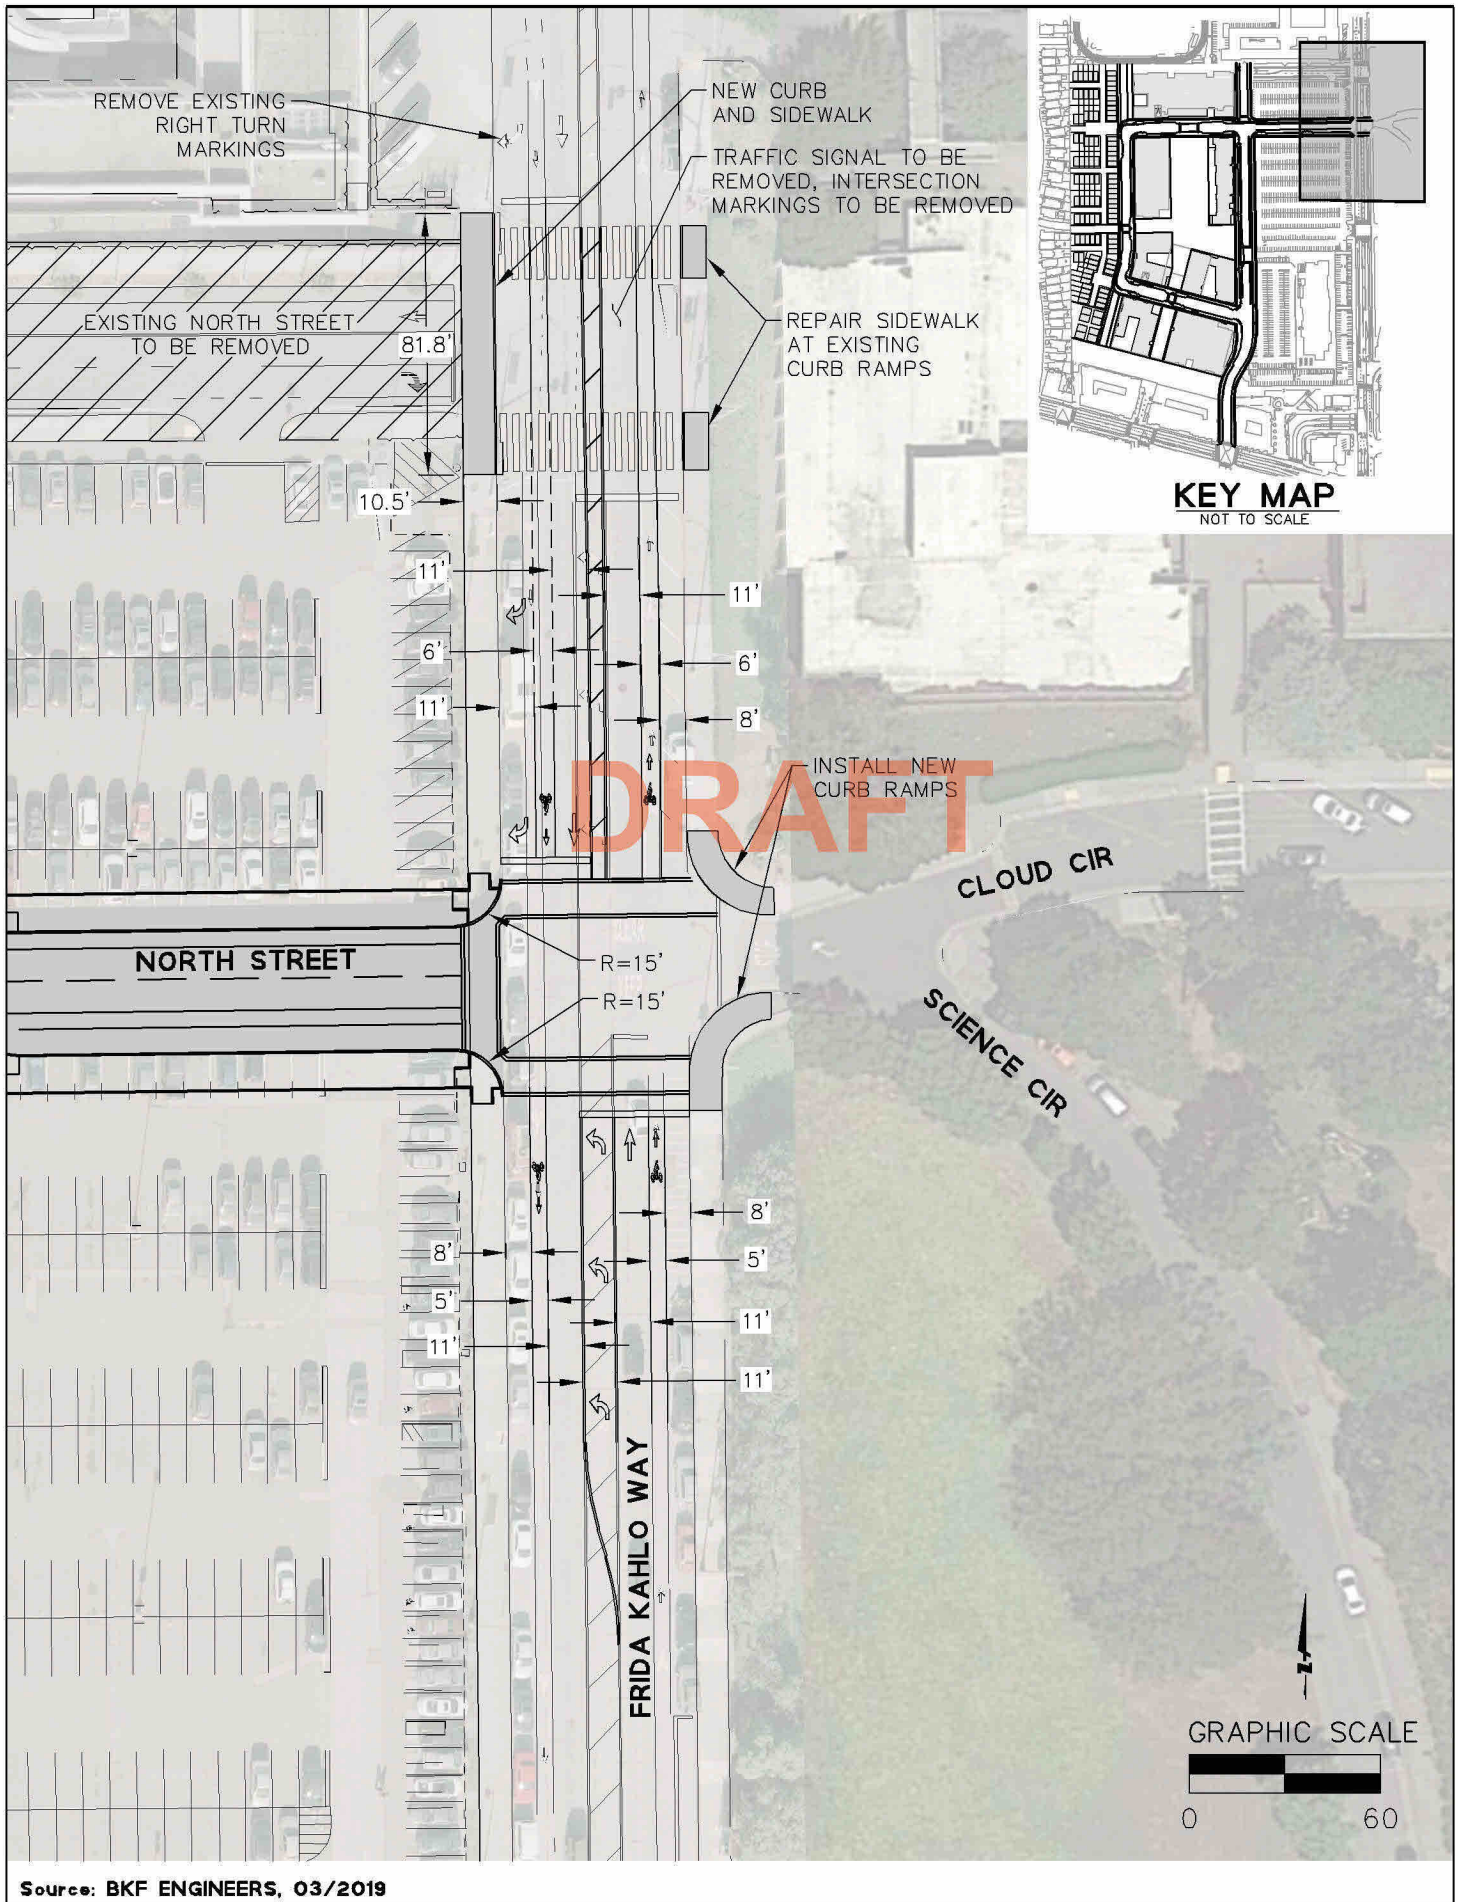 REMOVE EXISTING
RIGHT TURN
MARKINGS
NEW CURB
AND SIDEWALK
TRAFFIC SIGNAL TO BE
REMOVED, INTERSECTION
MARKINGS TO BE REMOVED
KEY MAP
NOT TO SCALE
EXISTING NORTH STREET
TO BE REMOVED
81.8'
REPAIR SIDEWALK
AT EXISTING
CURB RAMPS
10.5'
11'
11'
6'
6'
11'
8'
DRAFT
INSTALL NEW
CURB RAMPS
CLOUD CIR
NORTH STREET
R=15'
R=15'
SCIENCE CIR
8'
8'
5'
5'
11'
11'
11'
FRIDA KAHLO WAY
N
GRAPHIC SCALE
0 60
Source: BKF ENGINEERS, 03/2019